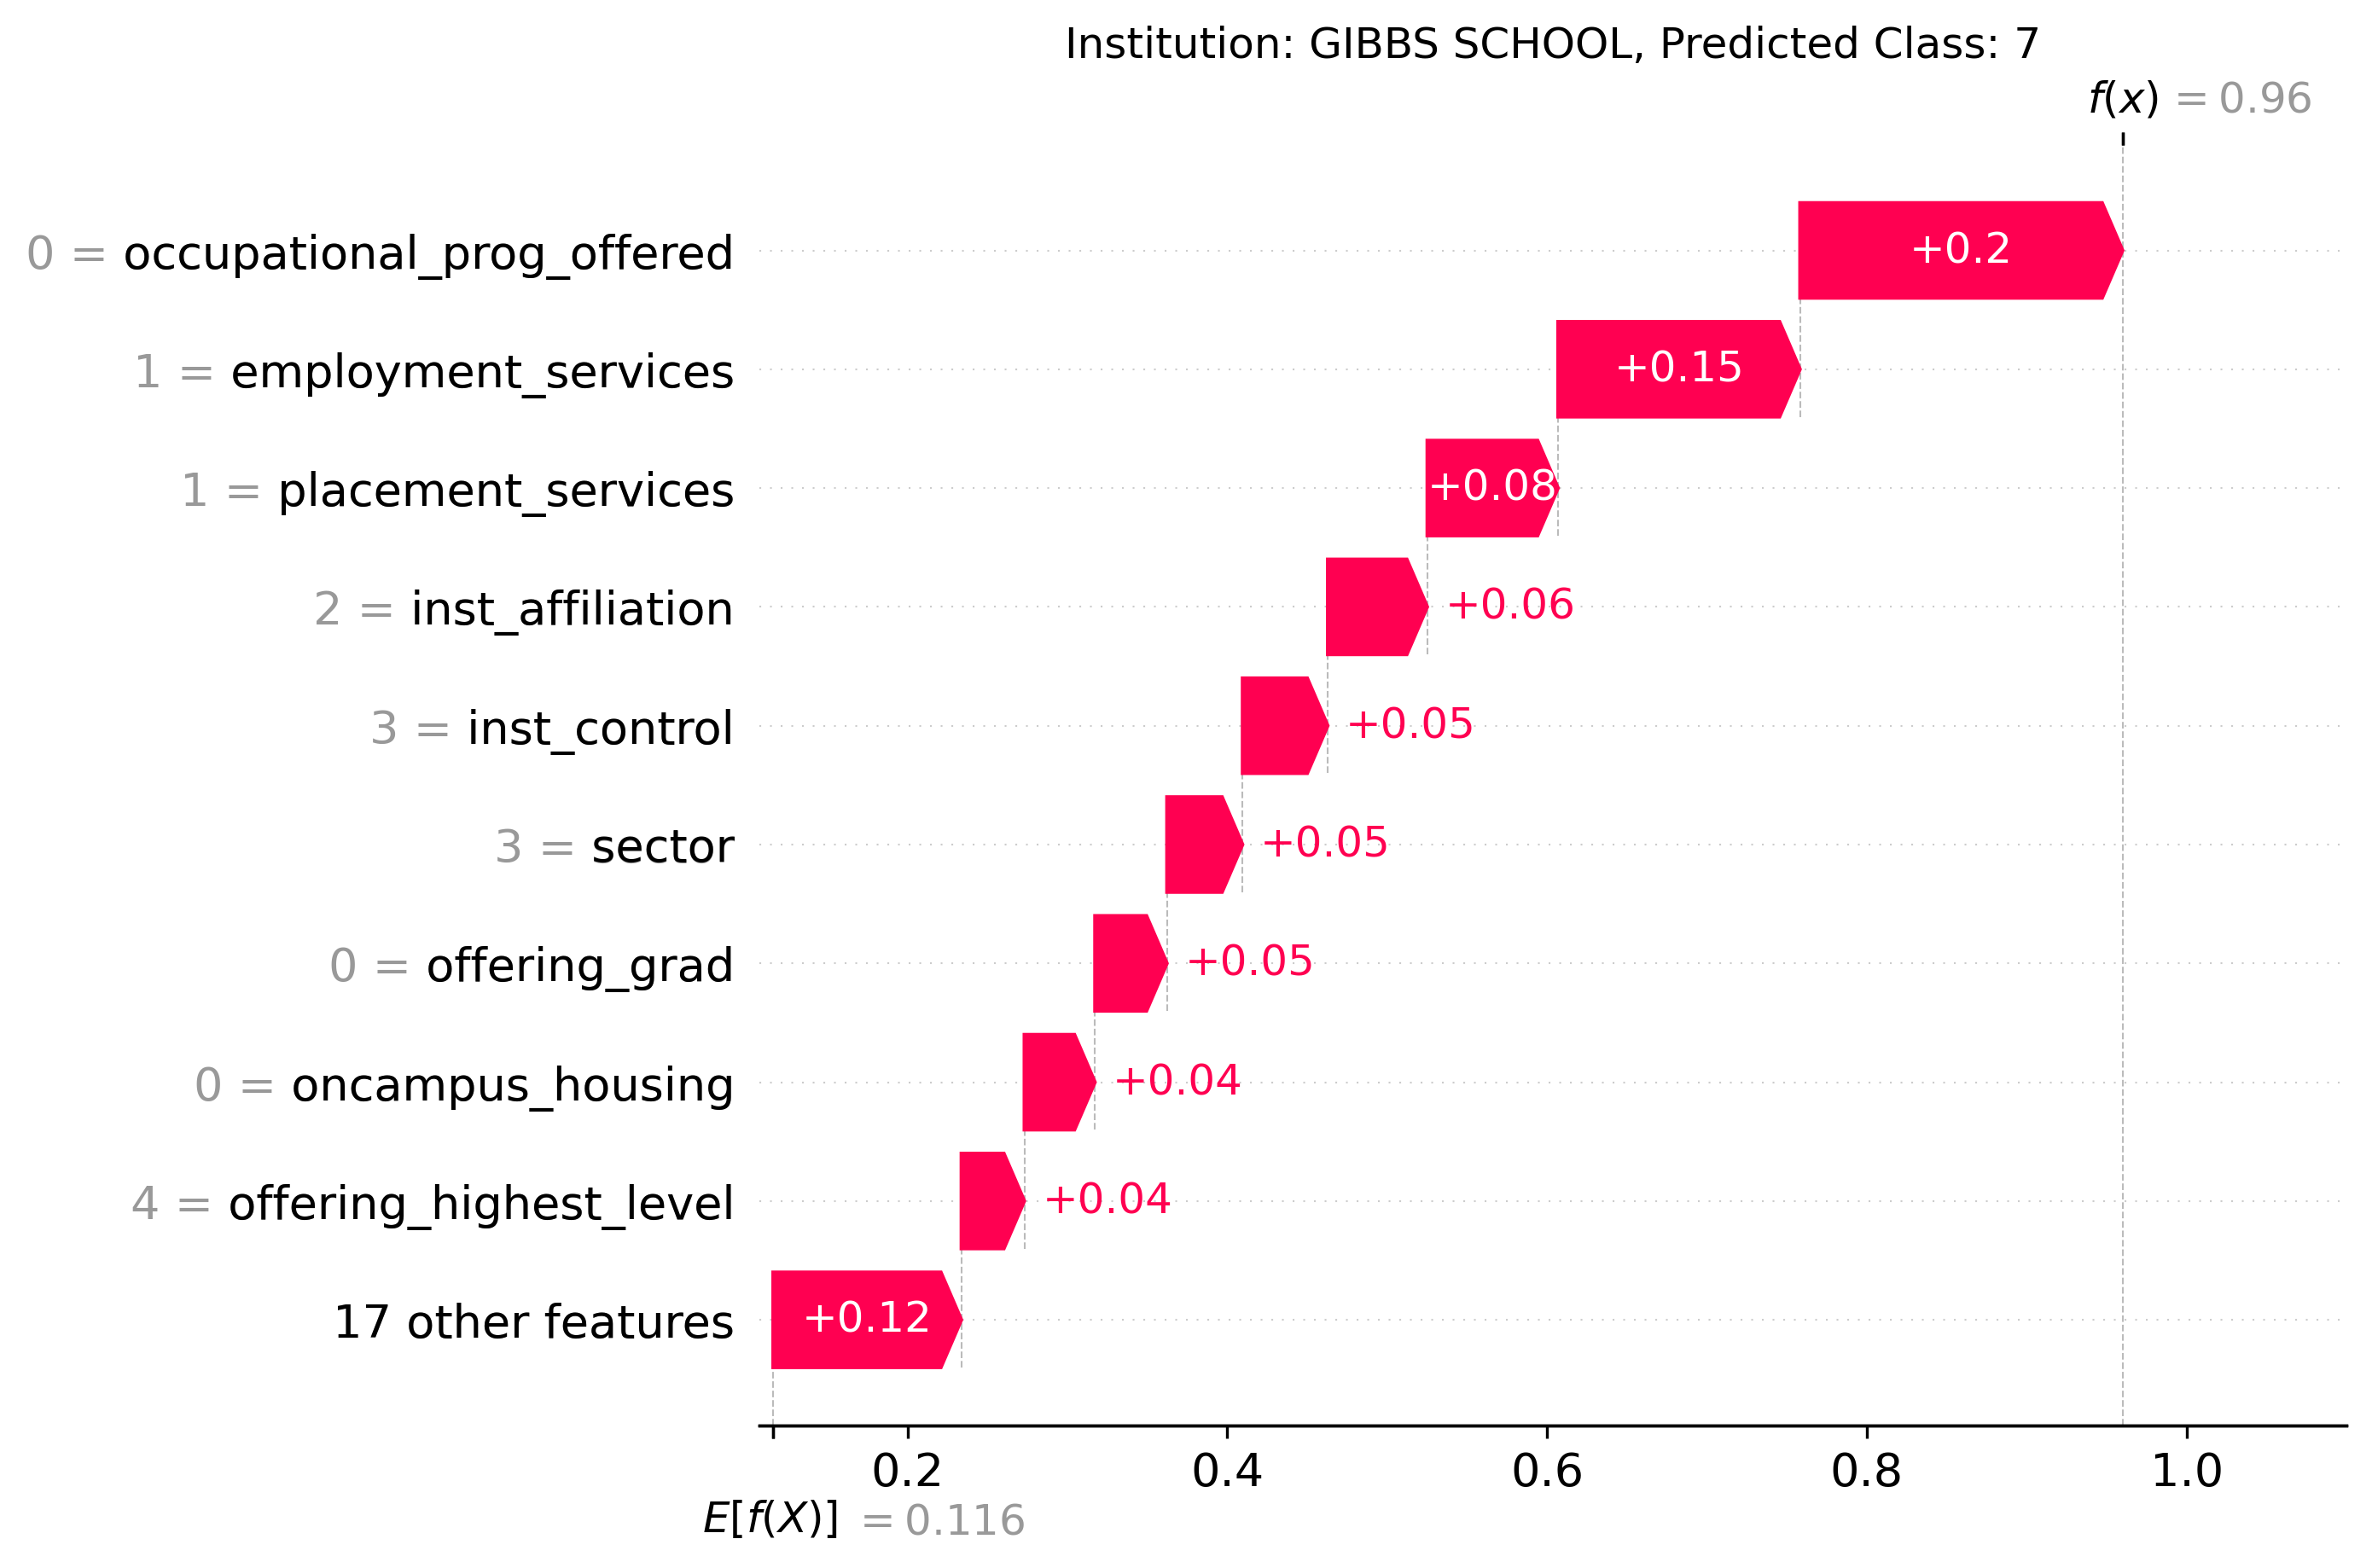 Institution: GIBBS SCHOOL, Predicted Class: 7
f(x) = 0.96
0 = occupational_prog_offered +0.2
1 = employment_services +0.15
1 = placement_services +0.08
2 = inst_affiliation +0.06
3 = inst_control +0.05
3 = sector +0.05
0 = offering_grad +0.05
0 = oncampus_housing +0.04
4 = offering_highest_level +0.04
17 other features +0.12
0.2 0.4 0.6 0.8 1.0
E[f(X)] = 0.116